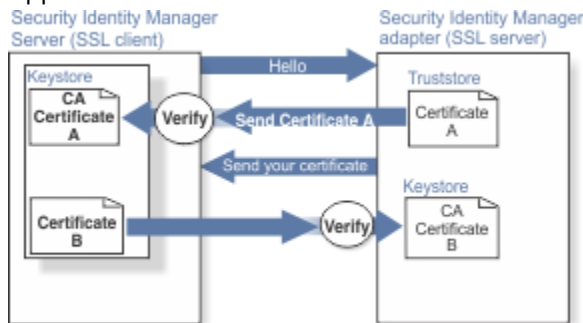 Security Identity Manager
Server (SSL client)
Security Identity Manager
adapter (SSL server)
Hello
Keystore
CA
Certificate
A
Verify
Send Certificate A
Truststore
Certificate
A
Send your certificate
Certificate
B
Verify
Keystore
CA
Certificate
B